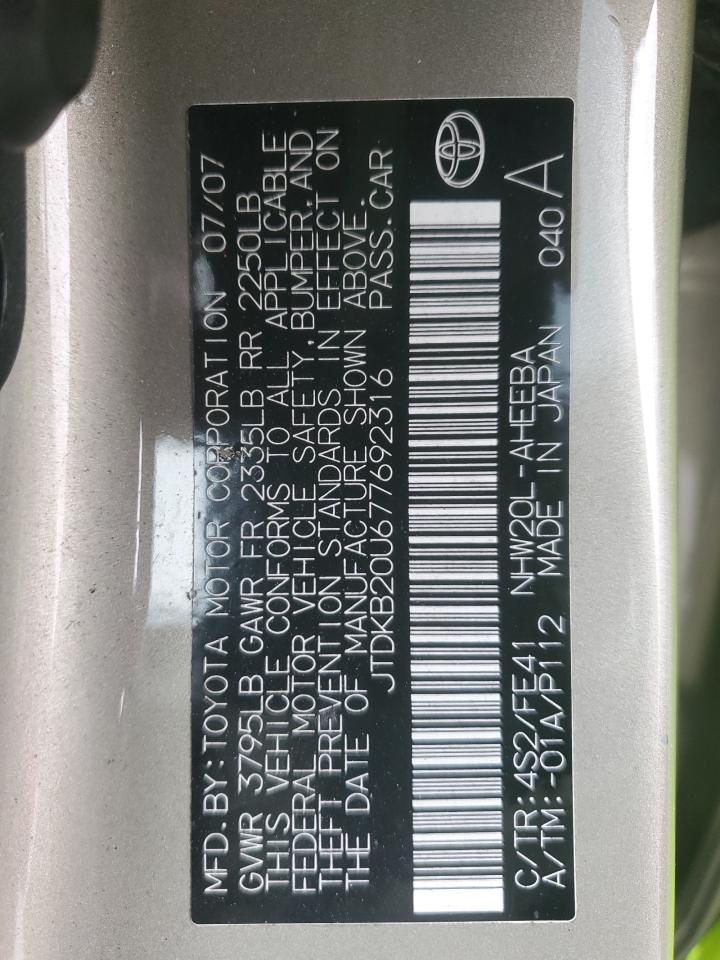 MFD. BY: TOYOTA MOTOR CORPORATION 07/07
GVWR 3795LB GAWR FR 2335LB RR 2250LB
THIS VEHICLE CONFORMS TO ALL APPLICABLE
FEDERAL MOTOR VEHICLE SAFETY, BUMPER, AND
THEFT PREVENTION STANDARDS IN EFFECT ON
THE DATE OF MANUFACTURE SHOWN ABOVE.
JTDKB20U677692316 PASS. CAR
C/TR: 4S2/FE41 NHW20L-AHEEBA 040 A
A/TM: -01A/P112 MADE IN JAPAN